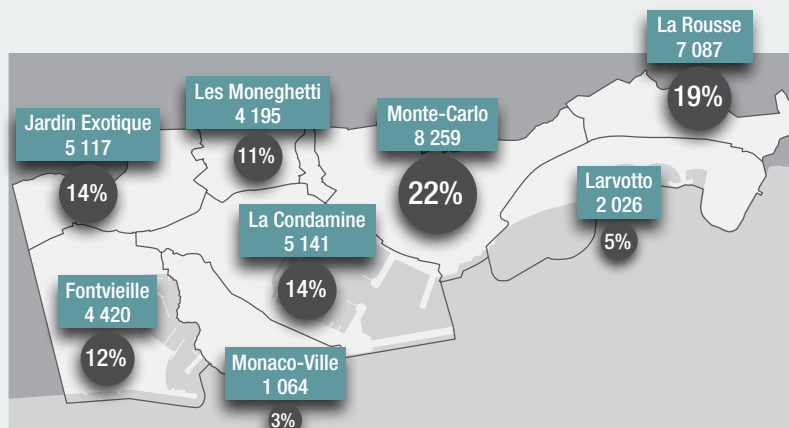 La Rousse
7 087
19%
Les Moneghetti
4 195
11%
Monte-Carlo
8 259
22%
Jardin Exotique
5 117
14%
Larvotto
2 026
5%
La Condamine
5 141
14%
Fontvieille
4 420
12%
Monaco-Ville
1 064
3%